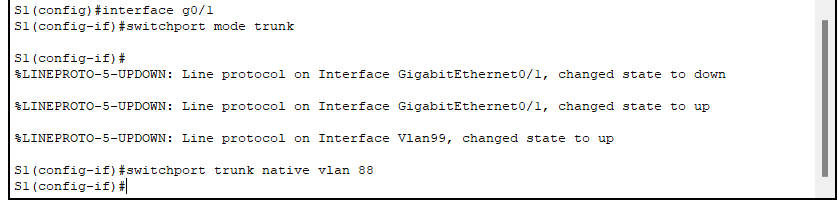 S1(config)#interface g0/1
S1(config-if)#switchport mode trunk
S1(config-if)#
%LINEPROTO-5-UPDOWN: Line protocol on Interface GigabitEthernet0/1, changed state to down
%LINEPROTO-5-UPDOWN: Line protocol on Interface GigabitEthernet0/1, changed state to up
%LINEPROTO-5-UPDOWN: Line protocol on Interface Vlan99, changed state to up
S1(config-if)#switchport trunk native vlan 88
S1(config-if)#